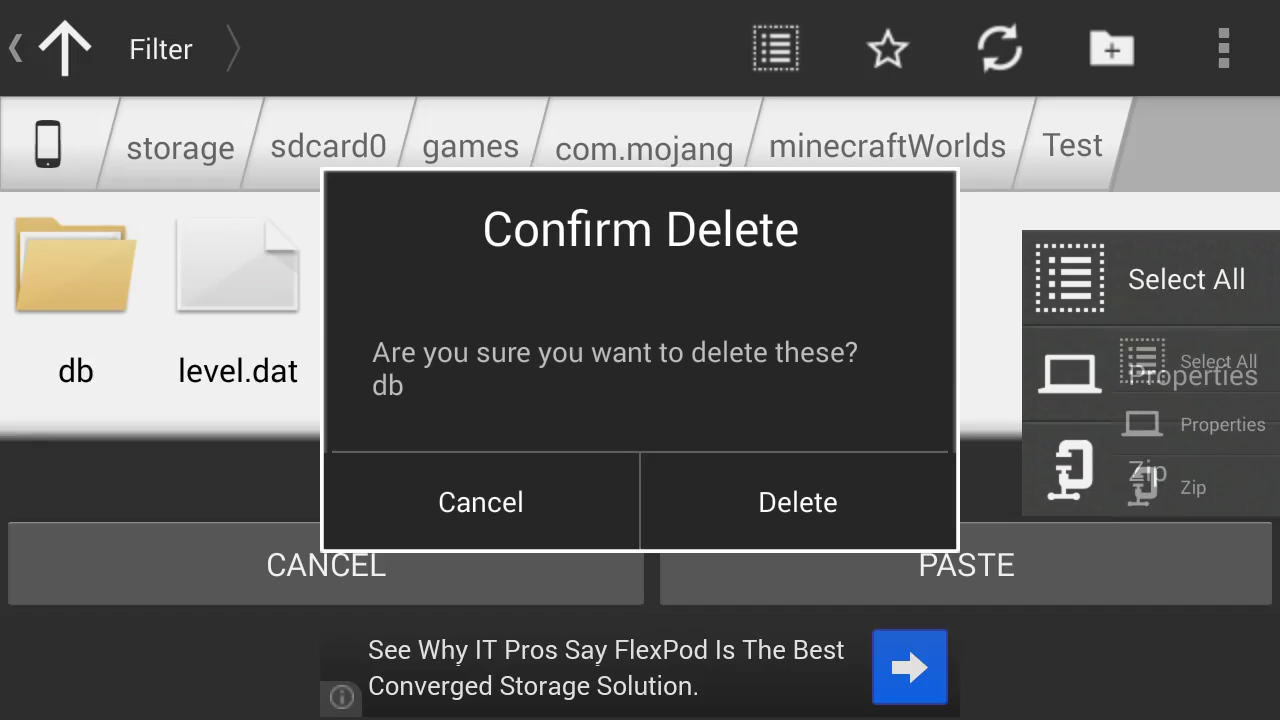 Filter
storage
sdcard0
games
com.mojang
minecraftWorlds
Test
Confirm Delete
Are you sure you want to delete these?
db
Cancel
Delete
db
level.dat
Select All
Properties
Zip
Select All
Properties
Zip
CANCEL
PASTE
See Why IT Pros Say FlexPod Is The Best
Converged Storage Solution.